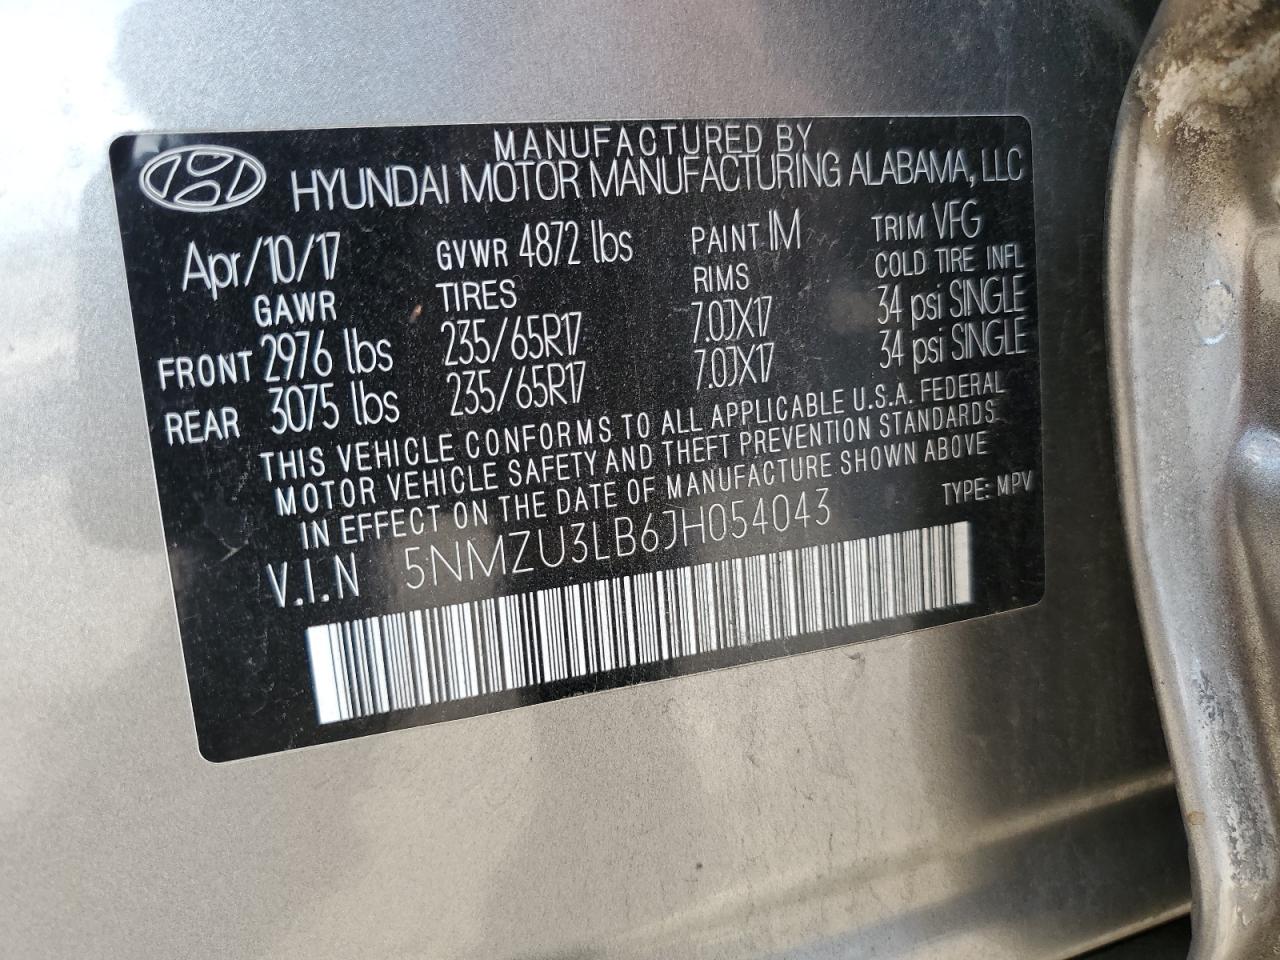 MANUFACTURED BY
HYUNDAI MOTOR MANUFACTURING ALABAMA, LLC
Apr/10/17 GVWR 4872 lbs PAINT IM TRIM VFG
GAWR TIRES RIMS COLD TIRE INFL
FRONT 2976 lbs 235/65R17 7.0JX17 34 psi SINGLE
REAR 3075 lbs 235/65R17 7.0JX17 34 psi SINGLE
THIS VEHICLE CONFORMS TO ALL APPLICABLE U.S.A. FEDERAL
MOTOR VEHICLE SAFETY AND THEFT PREVENTION STANDARDS
IN EFFECT ON THE DATE OF MANUFACTURE SHOWN ABOVE
V.I.N 5NMZU3LB6JH054043 TYPE: MPV